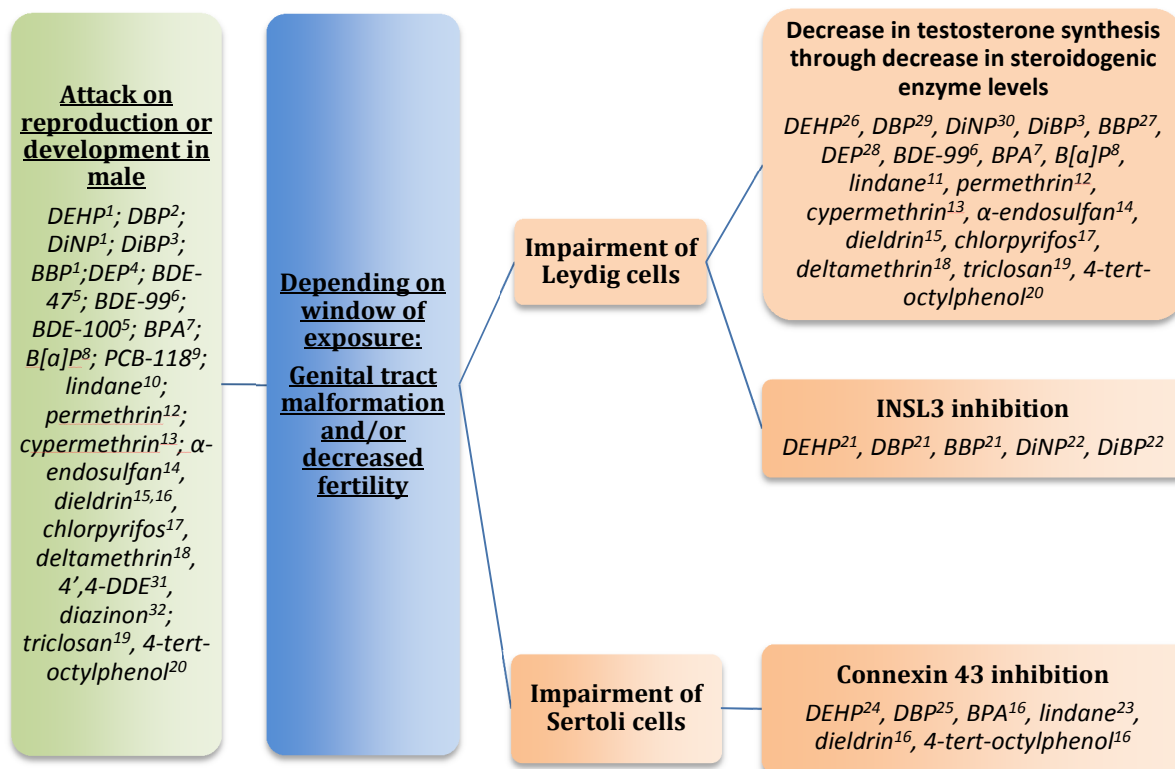 Attack on
reproduction or
development in
male
DEHP¹; DBP²;
DiNP¹; DiBP³;
BBP¹;DEP⁴; BDE-
47⁵; BDE-99⁶;
BDE-100⁵; BPA⁷;
B[a]P⁸; PCB-118⁹;
lindane¹⁰;
permethrin¹²;
cypermethrin¹³; α-
endosulfan¹⁴,
dieldrin¹⁵,¹⁶,
chlorpyrifos¹⁷,
deltamethrin¹⁸,
4’,4-DDE³¹,
diazinon³²;
triclosan¹⁹, 4-tert-
octylphenol²⁰
Depending on
window of
exposure:
Genital tract
malformation
and/or
decreased
fertility
Impairment of
Leydig cells
Decrease in testosterone synthesis
through decrease in steroidogenic
enzyme levels
DEHP²⁶, DBP²⁹, DiNP³⁰, DiBP³, BBP²⁷,
DEP²⁸, BDE-99⁶, BPA⁷, B[a]P⁸,
lindane¹¹, permethrin¹²,
cypermethrin¹³, α-endosulfan¹⁴,
dieldrin¹⁵, chlorpyrifos¹⁷,
deltamethrin¹⁸, triclosan¹⁹, 4-tert-
octylphenol²⁰
INSL3 inhibition
DEHP²¹, DBP²¹, BBP²¹, DiNP²², DiBP²²
Impairment of
Sertoli cells
Connexin 43 inhibition
DEHP²⁴, DBP²⁵, BPA¹⁶, lindane²³,
dieldrin¹⁶, 4-tert-octylphenol¹⁶